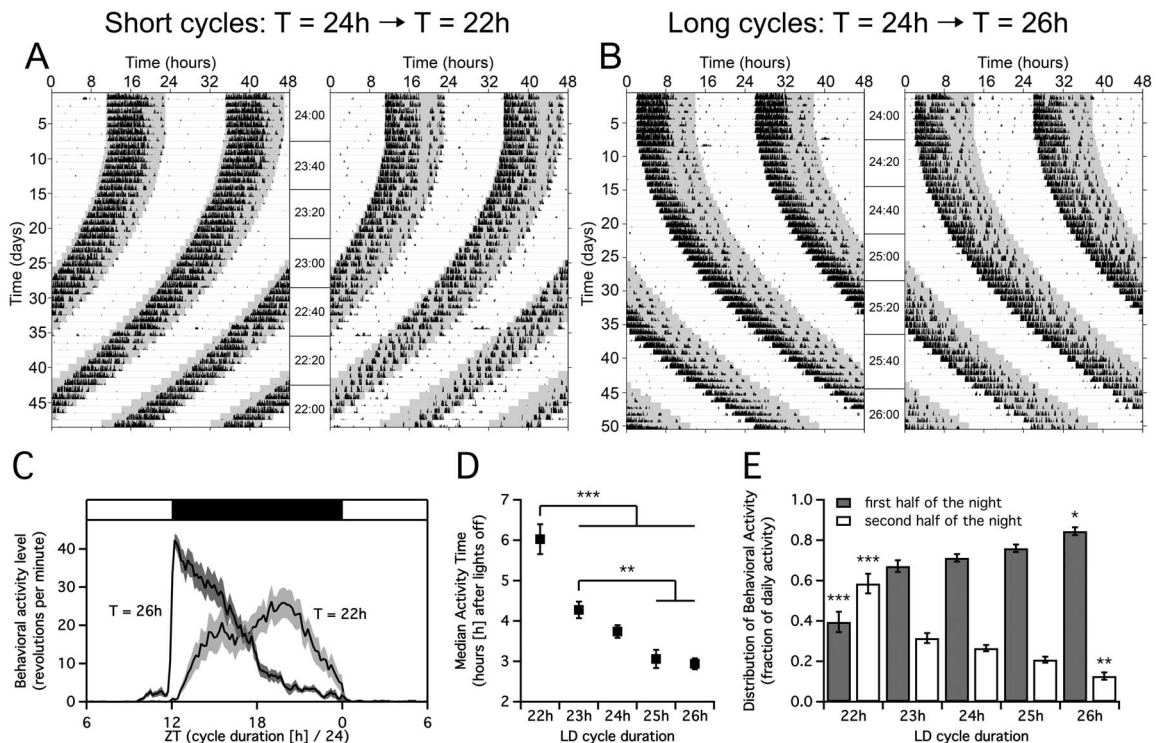 Short cycles: T = 24h → T = 22h
Long cycles: T = 24h → T = 26h
A
Time (hours)
Time (hours)
0 8 16 24 32 40 48
0 8 16 24 32 40 48
Time (days)
5
10
15
20
25
30
35
40
45
24:00
23:40
23:20
23:00
22:40
22:20
22:00
B
Time (hours)
Time (hours)
0 8 16 24 32 40 48
0 8 16 24 32 40 48
Time (days)
5
10
15
20
25
30
35
40
45
50
24:00
24:20
24:40
25:00
25:20
25:40
26:00
C
Behavioral activity level
(revolutions per minute)
40
30
20
10
0
T = 26h
T = 22h
6 12 18 0 6
ZT (cycle duration [h] / 24)
D
Median Activity Time
(hours [h] after lights off)
7
6
5
4
3
2
***
**
22h 23h 24h 25h 26h
LD cycle duration
E
Distribution of Behavioral Activity
(fraction of daily activity)
1.0
0.8
0.6
0.4
0.2
0.0
first half of the night
second half of the night
***
***
*
**
22h 23h 24h 25h 26h
LD cycle duration